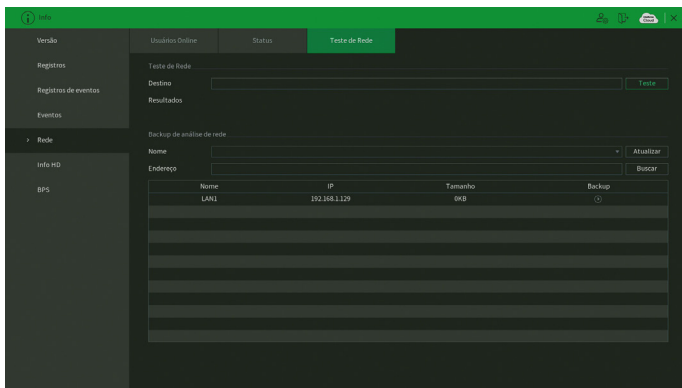 Info
Versão
Registros
Registros de eventos
Eventos
> Rede
Info HD
BPS
Usuários Online
Status
Teste de Rede
Teste de Rede
Destino
Teste
Resultados
Backup de análise de rede
Nome
Atualizar
Endereço
Buscar
Nome IP Tamanho Backup
LAN1 192.168.1.129 0KB